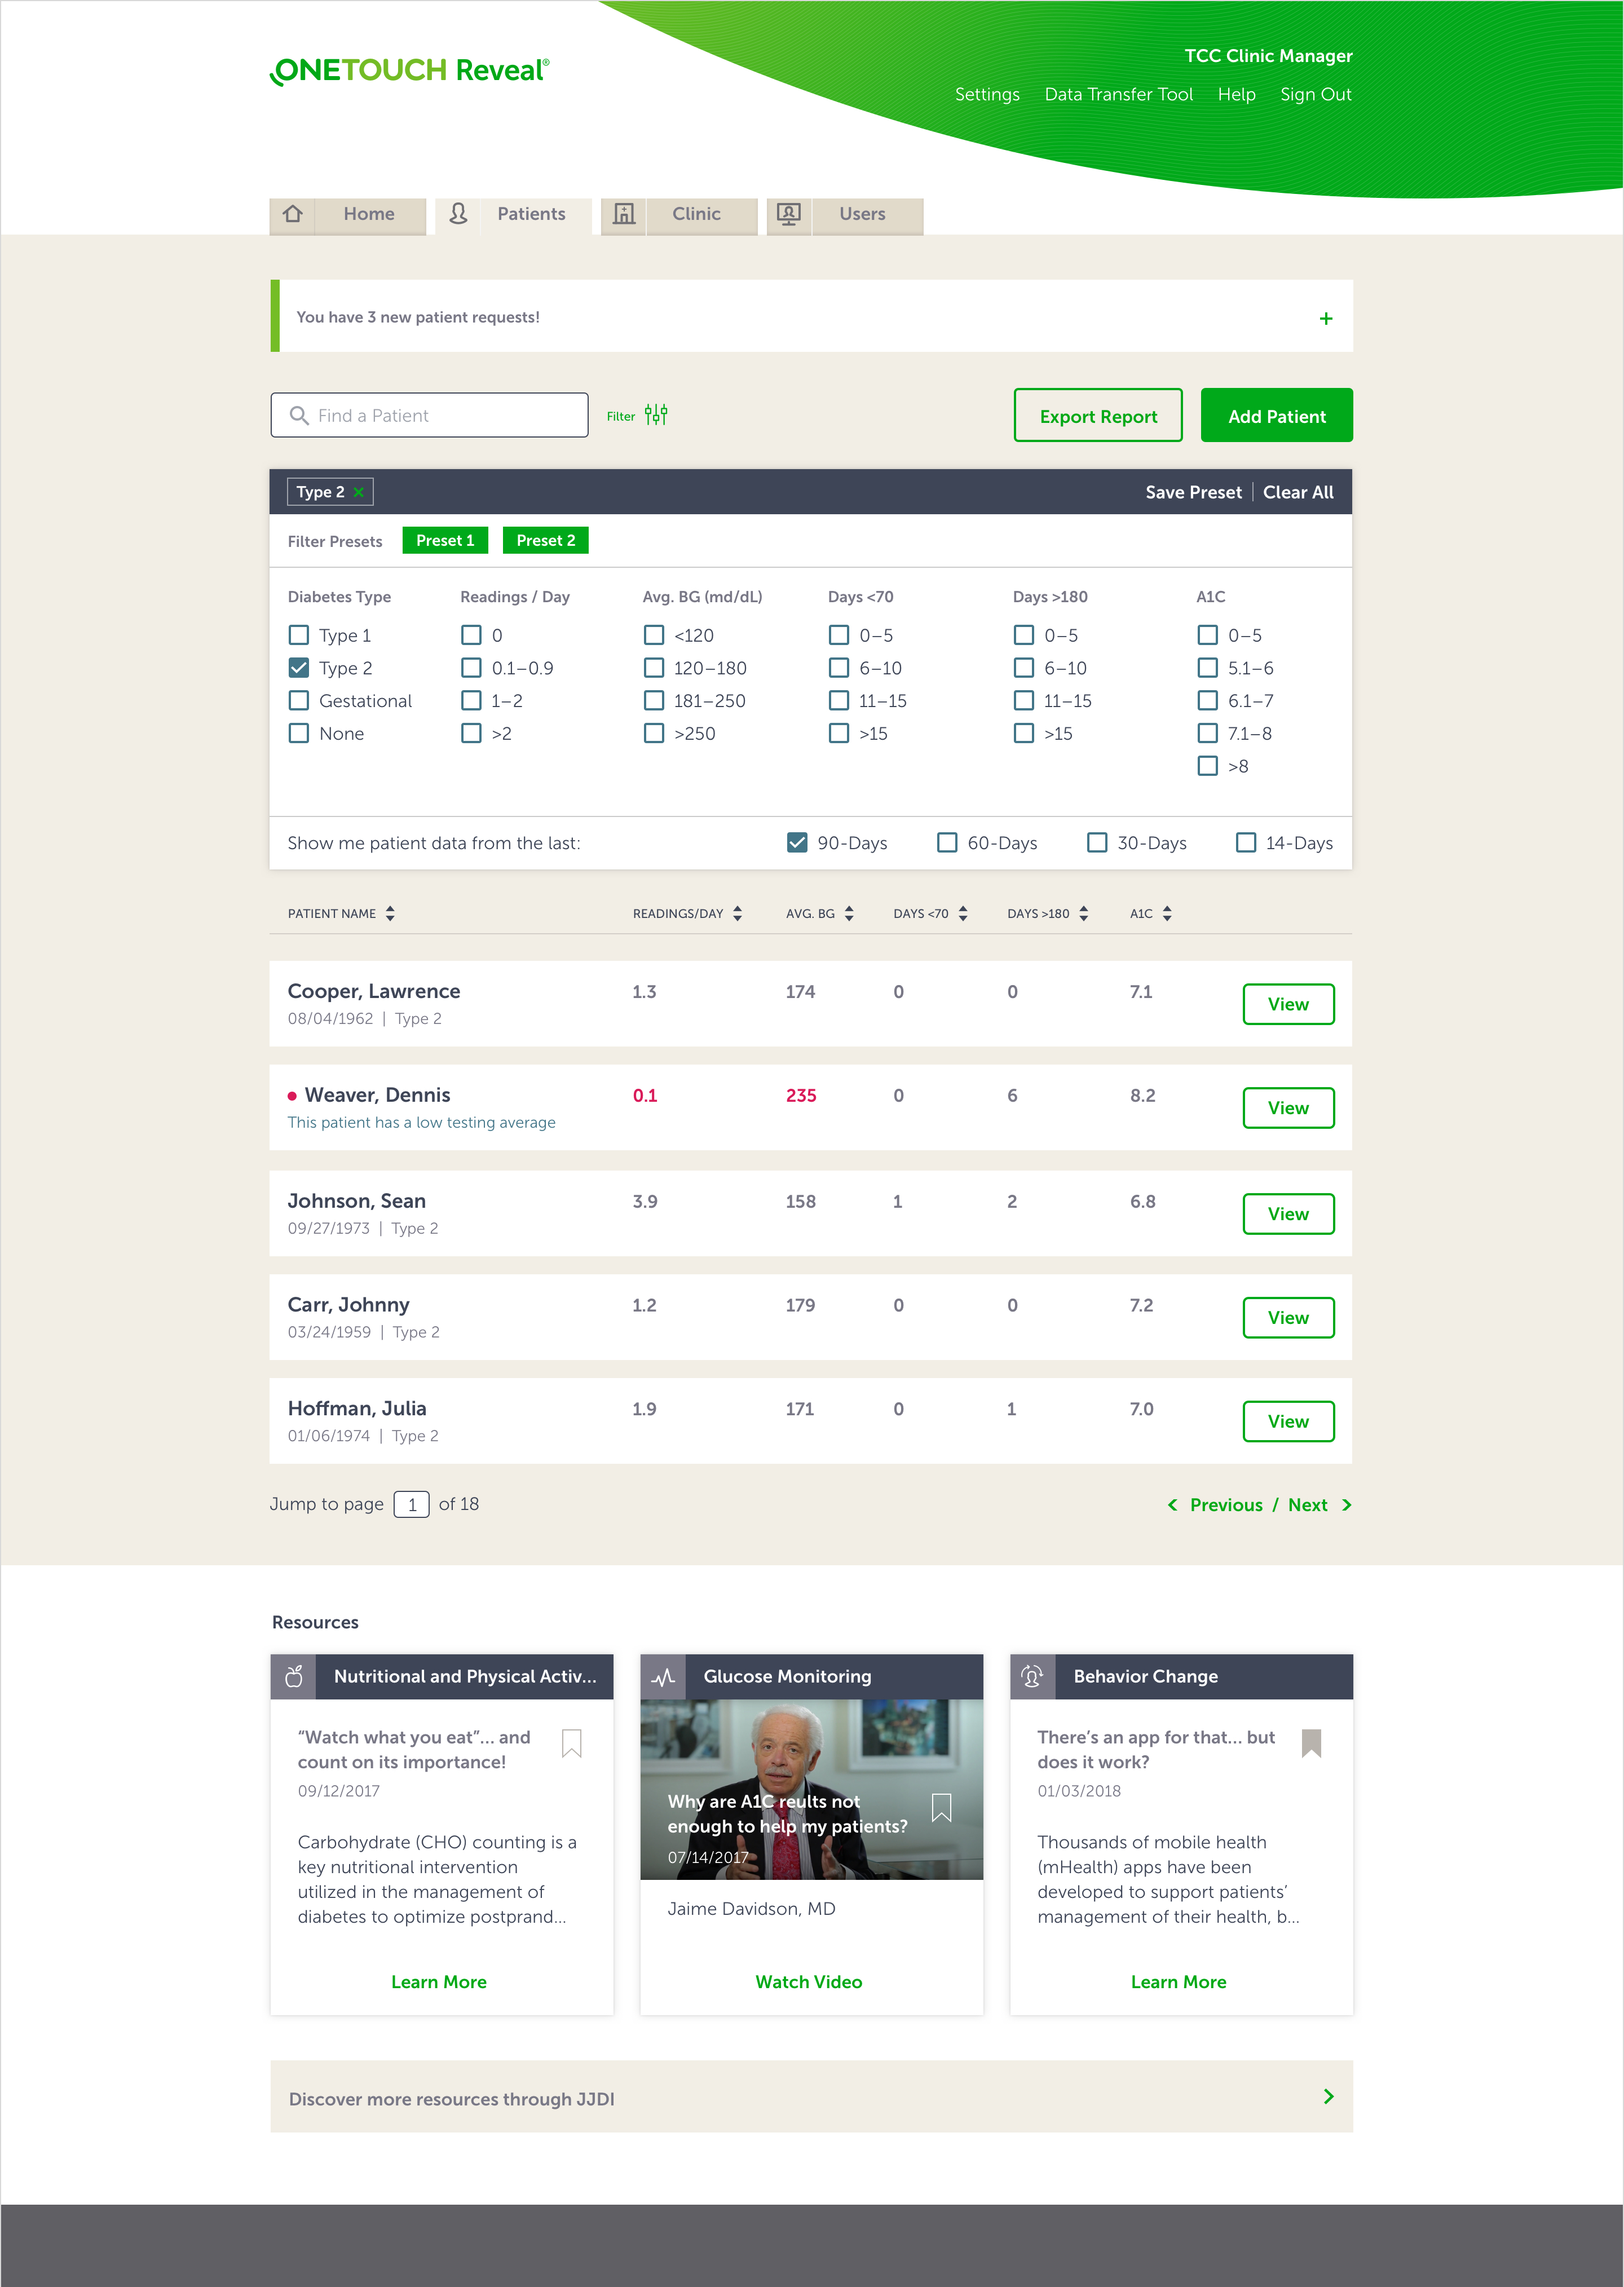 ONETOUCH Reveal®
TCC Clinic Manager
Settings Data Transfer Tool Help Sign Out
Home Patients Clinic Users
You have 3 new patient requests! +
Find a Patient Filter Export Report Add Patient
Type 2 × Save Preset | Clear All
Filter Presets Preset 1 Preset 2
Diabetes Type Readings / Day Avg. BG (md/dL) Days <70 Days >180 A1C
Type 1 0 <120 0–5 0–5 0–5
Type 2 0.1–0.9 120–180 6–10 6–10 5.1–6
Gestational 1–2 181–250 11–15 11–15 6.1–7
None >2 >250 >15 >15 7.1–8
>8
Show me patient data from the last: 90-Days 60-Days 30-Days 14-Days
PATIENT NAME READINGS/DAY AVG. BG DAYS <70 DAYS >180 A1C
Cooper, Lawrence 1.3 174 0 0 7.1 View
08/04/1962 | Type 2
Weaver, Dennis 0.1 235 0 6 8.2 View
This patient has a low testing average
Johnson, Sean 3.9 158 1 2 6.8 View
09/27/1973 | Type 2
Carr, Johnny 1.2 179 0 0 7.2 View
03/24/1959 | Type 2
Hoffman, Julia 1.9 171 0 1 7.0 View
01/06/1974 | Type 2
Jump to page 1 of 18 < Previous / Next >
Resources
Nutritional and Physical Activ...
“Watch what you eat”... and
count on its importance!
09/12/2017
Carbohydrate (CHO) counting is a
key nutritional intervention
utilized in the management of
diabetes to optimize postprand...
Learn More
Glucose Monitoring
Why are A1C reults not
enough to help my patients?
07/14/2017
Jaime Davidson, MD
Watch Video
Behavior Change
There’s an app for that... but
does it work?
01/03/2018
Thousands of mobile health
(mHealth) apps have been
developed to support patients’
management of their health, b...
Learn More
Discover more resources through JJDI >